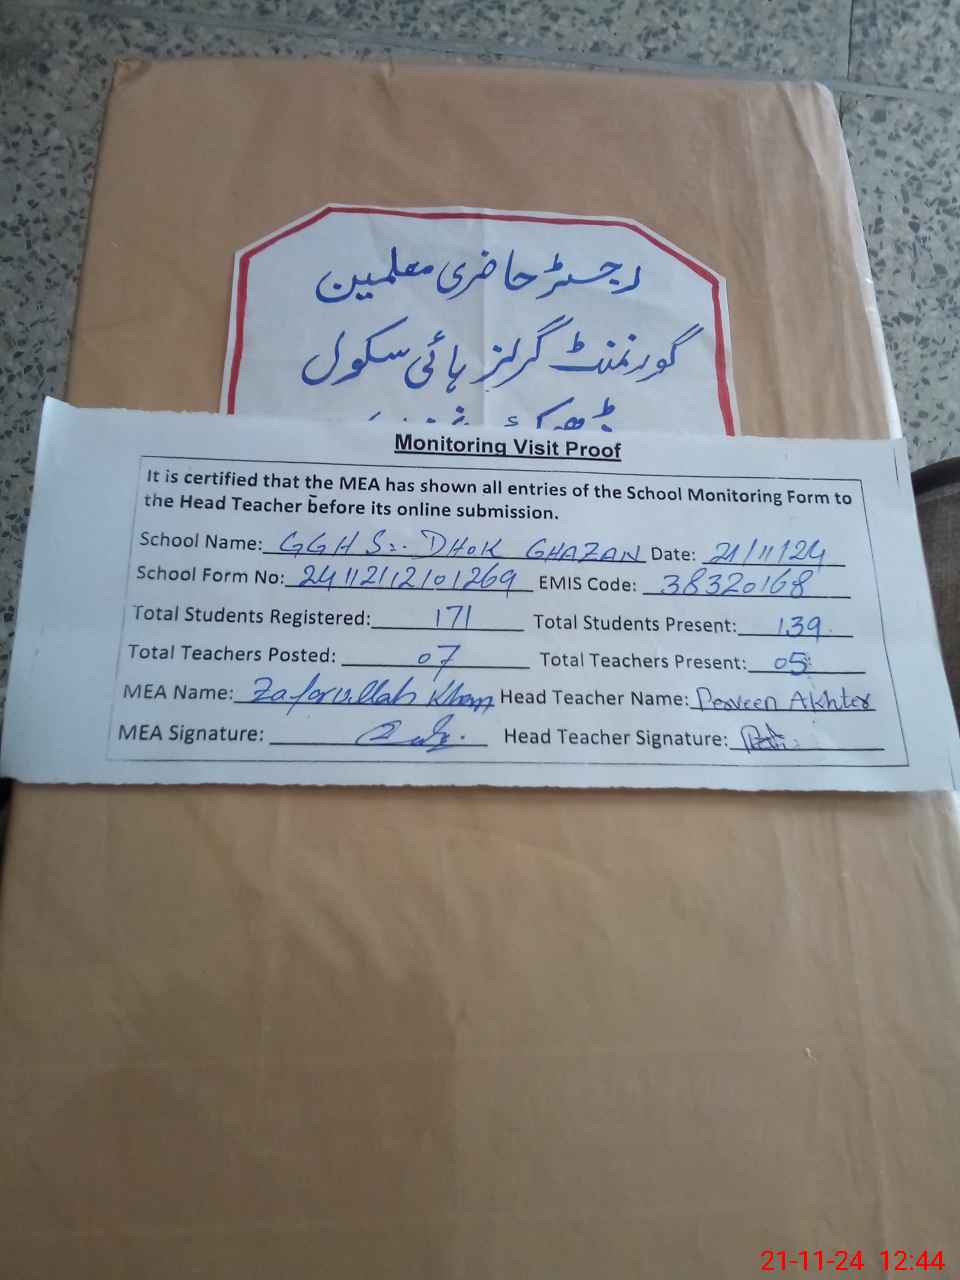 رجسٹر حاضری معلمین
گورنمنٹ گرلز ہائی سکول
Monitoring Visit Proof
It is certified that the MEA has shown all entries of the School Monitoring Form to
the Head Teacher before its online submission.
School Name: GGHS:. DHOK GHAZAN Date: 21/11/24
School Form No: 24112112101269 EMIS Code: 38320168
Total Students Registered: 171 Total Students Present: 139
Total Teachers Posted: 07 Total Teachers Present: 05
MEA Name: Zafarullah Khan Head Teacher Name: Perveen Akhter
MEA Signature: Head Teacher Signature:
21-11-24 12:44